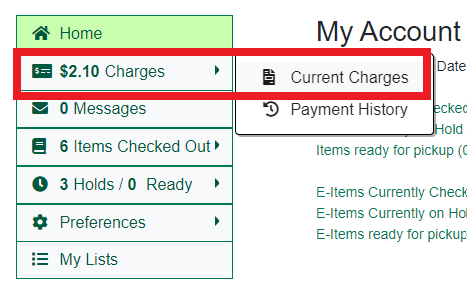 Home
$2.10 Charges
0 Messages
6 Items Checked Out
3 Holds / 0 Ready
Preferences
My Lists
Current Charges
Payment History
My Account
Date
Hold
Items ready for pickup (0
E-Items Currently Check
E-Items Currently on Hol
E-Items ready for pickup